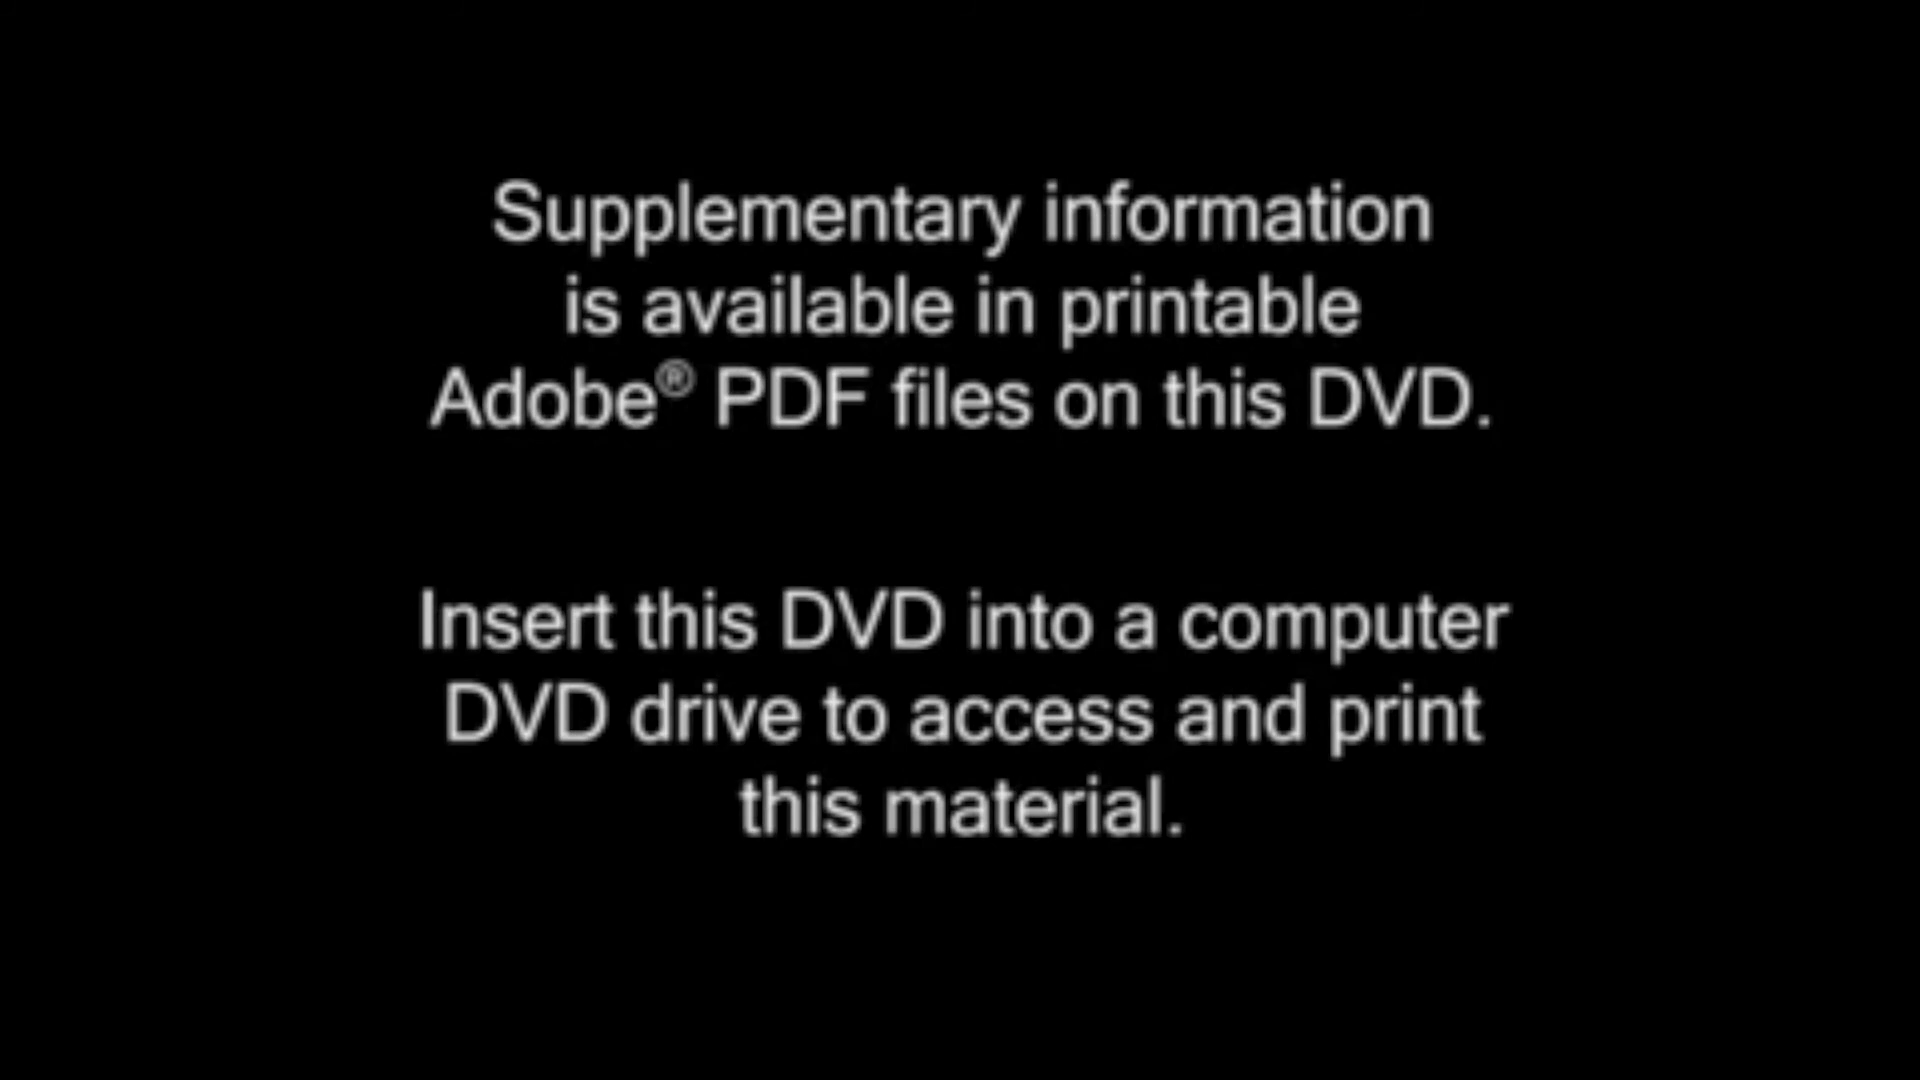 Supplementary information
is available in printable
Adobe® PDF files on this DVD.
Insert this DVD into a computer
DVD drive to access and print
this material.